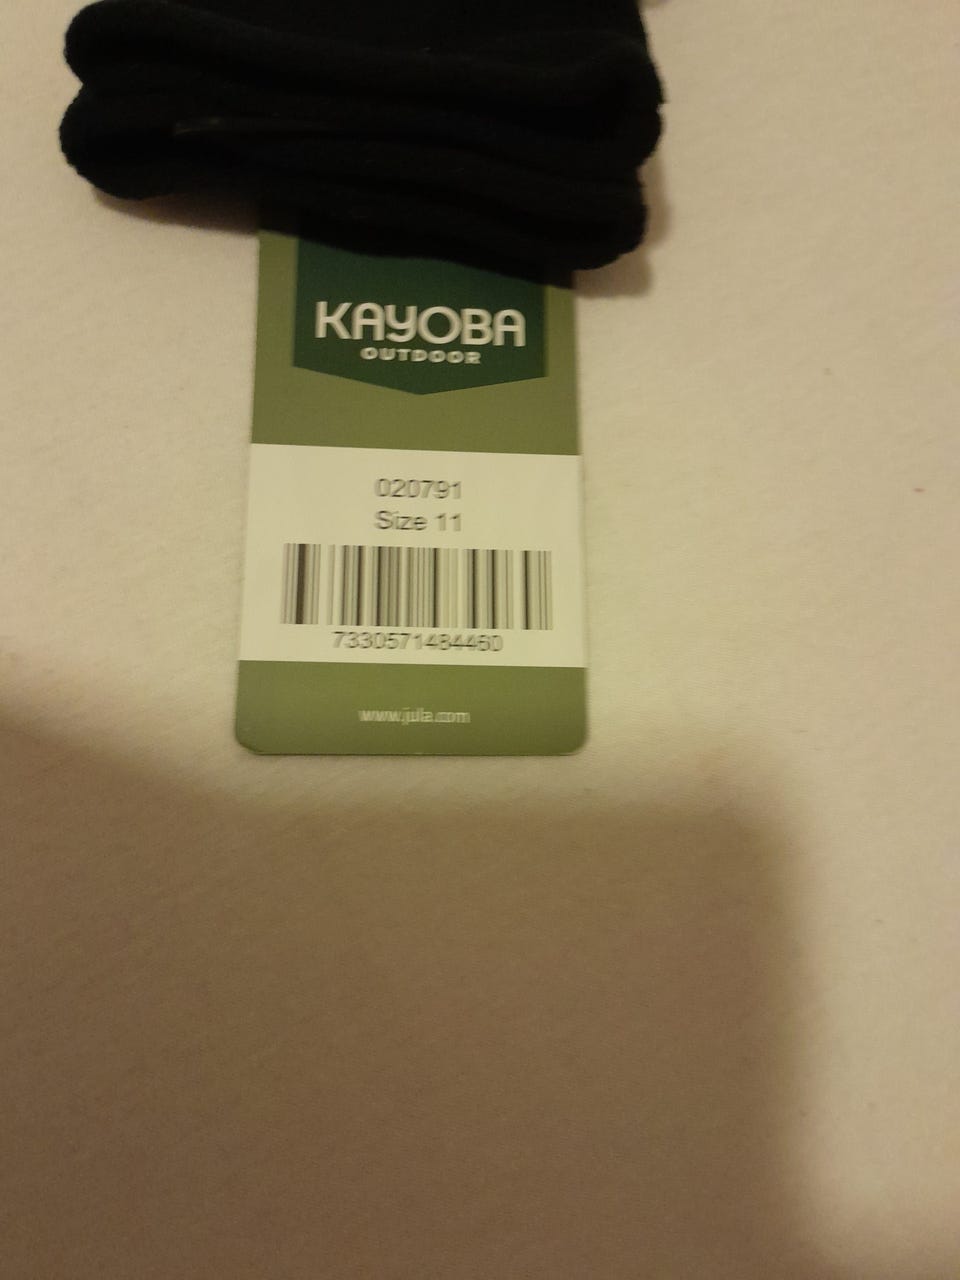 KAYOBA
OUTDOOR
020791
Size 11
7330571484460
www.jula.com